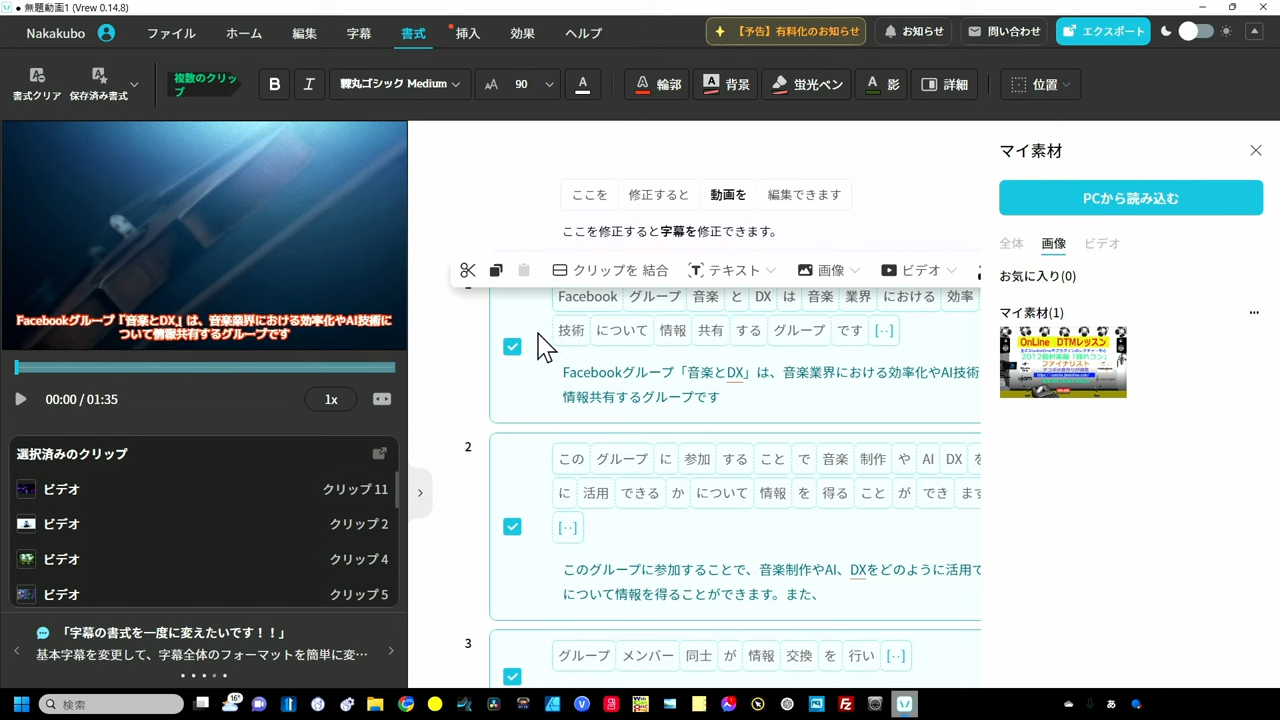 ● 無題動画1 (Vrew 0.14.8)
Nakakubo ファイル ホーム 編集 字幕 書式 挿入 効果 ヘルプ 【予告】有料化のお知らせ お知らせ 問い合わせ エクスポート
書式クリア 保存済み書式 複数のクリップ B I 丸ゴシック Medium 90 A 輪郭 背景 蛍光ペン 影 詳細 位置
Facebookグループ「音楽とDX」は、音楽業界における効率化やAI技術に
ついて情報共有するグループです
00:00 / 01:35 1x
選択済みのクリップ
ビデオ クリップ 11
ビデオ クリップ 2
ビデオ クリップ 4
ビデオ クリップ 5
「字幕の書式を一度に変えたいです！！」
基本字幕を変更して、字幕全体のフォーマットを簡単に変…
ここを 修正すると 動画を 編集できます
ここを修正すると字幕を修正できます。
クリップを 結合 テキスト 画像 ビデオ
Facebook グループ 音楽 と DX は 音楽 業界 における 効率
技術 について 情報 共有 する グループ です [··]
Facebookグループ「音楽とDX」は、音楽業界における効率化やAI技術
情報共有するグループです
2
この グループ に 参加 する こと で 音楽 制作 や AI DX を
に 活用 できる か について 情報 を 得る こと が でき ます
[··]
このグループに参加することで、音楽制作やAI、DXをどのように活用で
について情報を得ることができます。また、
3
グループ メンバー 同士 が 情報 交換 を 行い [··]
マイ素材
PCから読み込む
全体 画像 ビデオ
お気に入り(0)
マイ素材(1)
OnLine DTMレッスン
ファイナリスト
検索
16°
あ